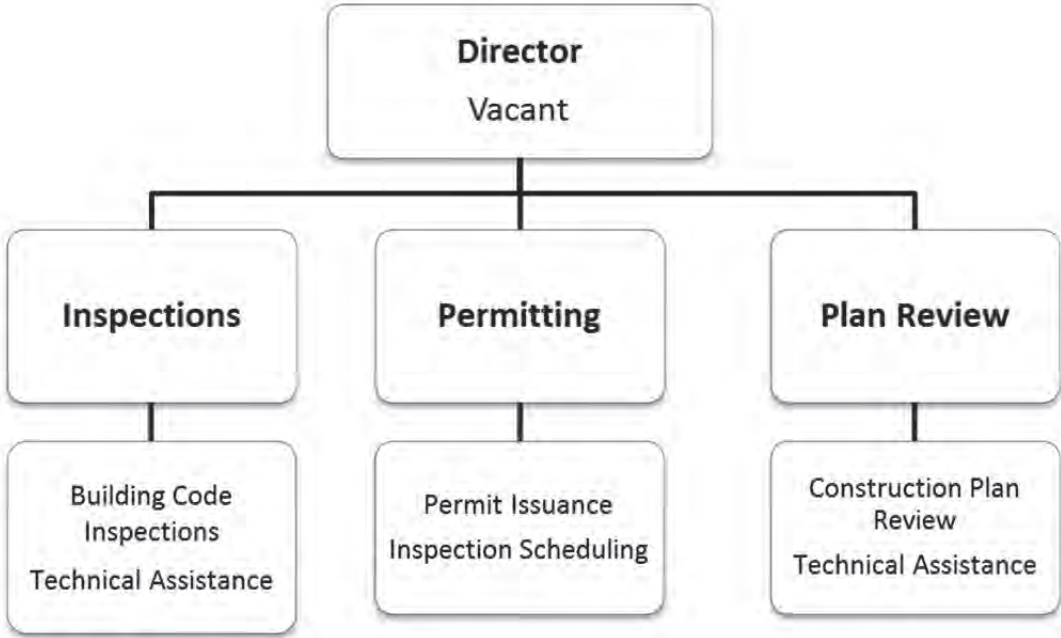 Director
Vacant
Inspections
Permitting
Plan Review
Building Code
Inspections
Technical Assistance
Permit Issuance
Inspection Scheduling
Construction Plan
Review
Technical Assistance